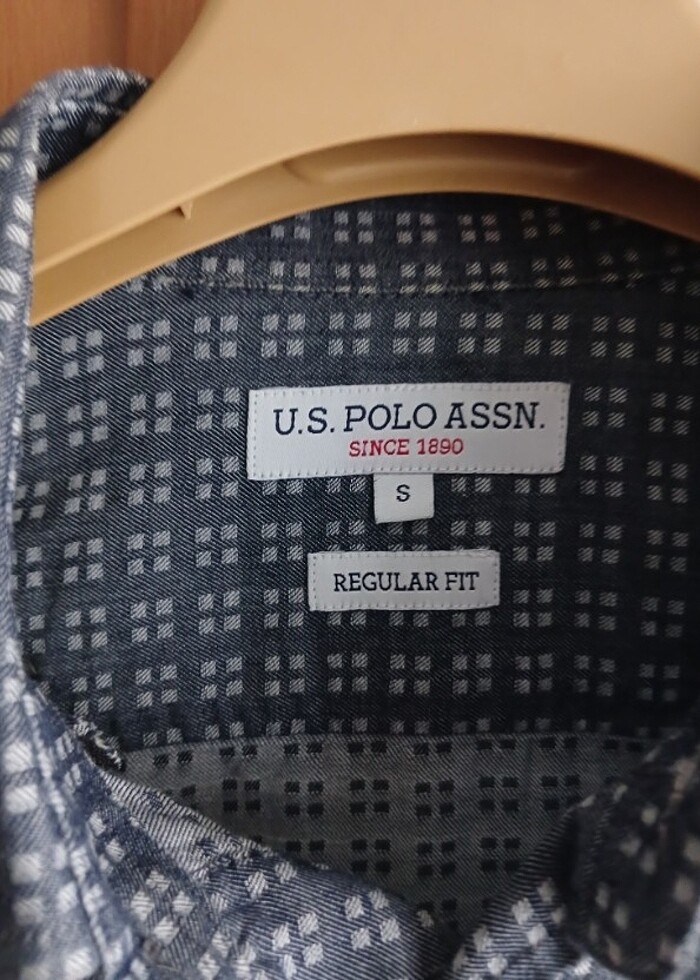 U.S. POLO ASSN.
SINCE 1890
S
REGULAR FIT